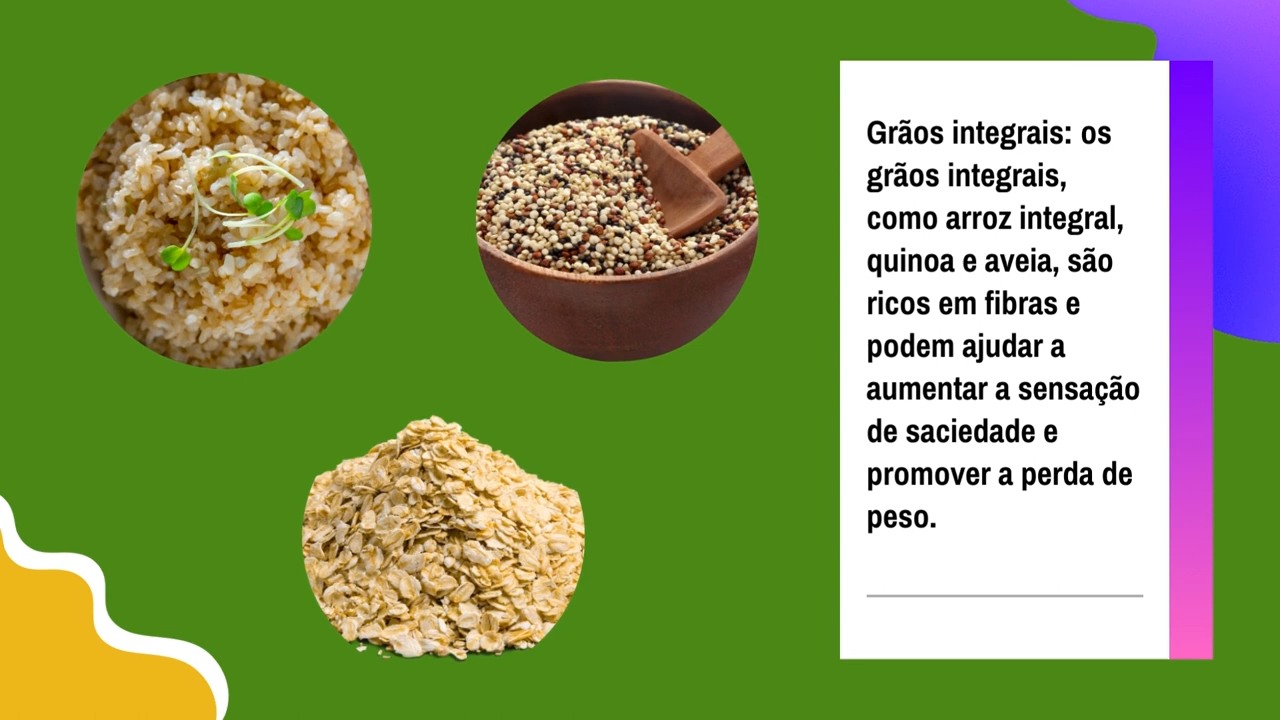 Grãos integrais: os
grãos integrais,
como arroz integral,
quinoa e aveia, são
ricos em fibras e
podem ajudar a
aumentar a sensação
de saciedade e
promover a perda de
peso.